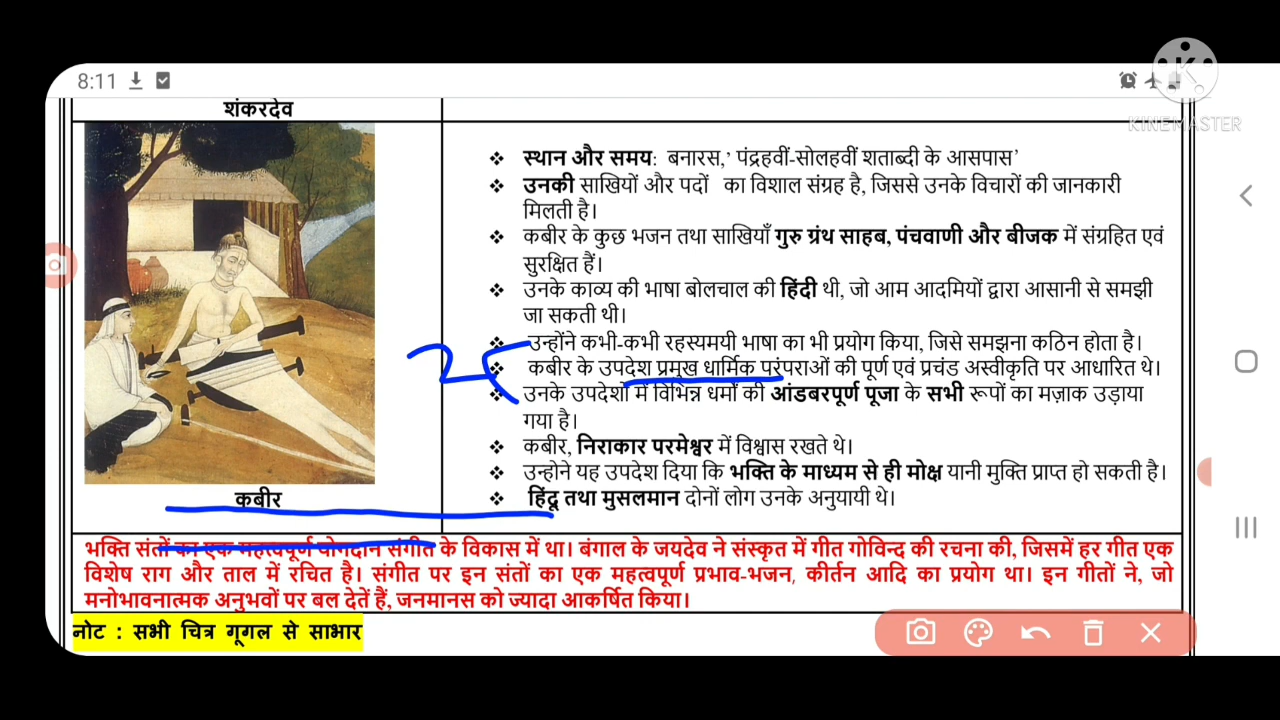 8:11
KINEMASTER
शंकरदेव
❖ स्थान और समय: बनारस,’ पंद्रहवीं-सोलहवीं शताब्दी के आसपास’
❖ उनकी साखियों और पदों का विशाल संग्रह है, जिससे उनके विचारों की जानकारी
मिलती है।
❖ कबीर के कुछ भजन तथा साखियाँ गुरु ग्रंथ साहब, पंचवाणी और बीजक में संग्रहित एवं
सुरक्षित हैं।
❖ उनके काव्य की भाषा बोलचाल की हिंदी थी, जो आम आदमियों द्वारा आसानी से समझी
जा सकती थी।
❖ उन्होंने कभी-कभी रहस्यमयी भाषा का भी प्रयोग किया, जिसे समझना कठिन होता है।
❖ कबीर के उपदेश प्रमुख धार्मिक परंपराओं की पूर्ण एवं प्रचंड अस्वीकृति पर आधारित थे।
❖ उनके उपदेशों में विभिन्न धर्मों की आंडबरपूर्ण पूजा के सभी रूपों का मज़ाक उड़ाया
गया है।
❖ कबीर, निराकार परमेश्वर में विश्वास रखते थे।
❖ उन्होने यह उपदेश दिया कि भक्ति के माध्यम से ही मोक्ष यानी मुक्ति प्राप्त हो सकती है।
❖ हिंदू तथा मुसलमान दोनों लोग उनके अनुयायी थे।
कबीर
भक्ति संतों का एक महत्वपूर्ण योगदान संगीत के विकास में था। बंगाल के जयदेव ने संस्कृत में गीत गोविन्द की रचना की, जिसमें हर गीत एक
विशेष राग और ताल में रचित है। संगीत पर इन संतों का एक महत्वपूर्ण प्रभाव-भजन, कीर्तन आदि का प्रयोग था। इन गीतों ने, जो
मनोभावनात्मक अनुभवों पर बल देतें हैं, जनमानस को ज्यादा आकर्षित किया।
नोट : सभी चित्र गूगल से साभार